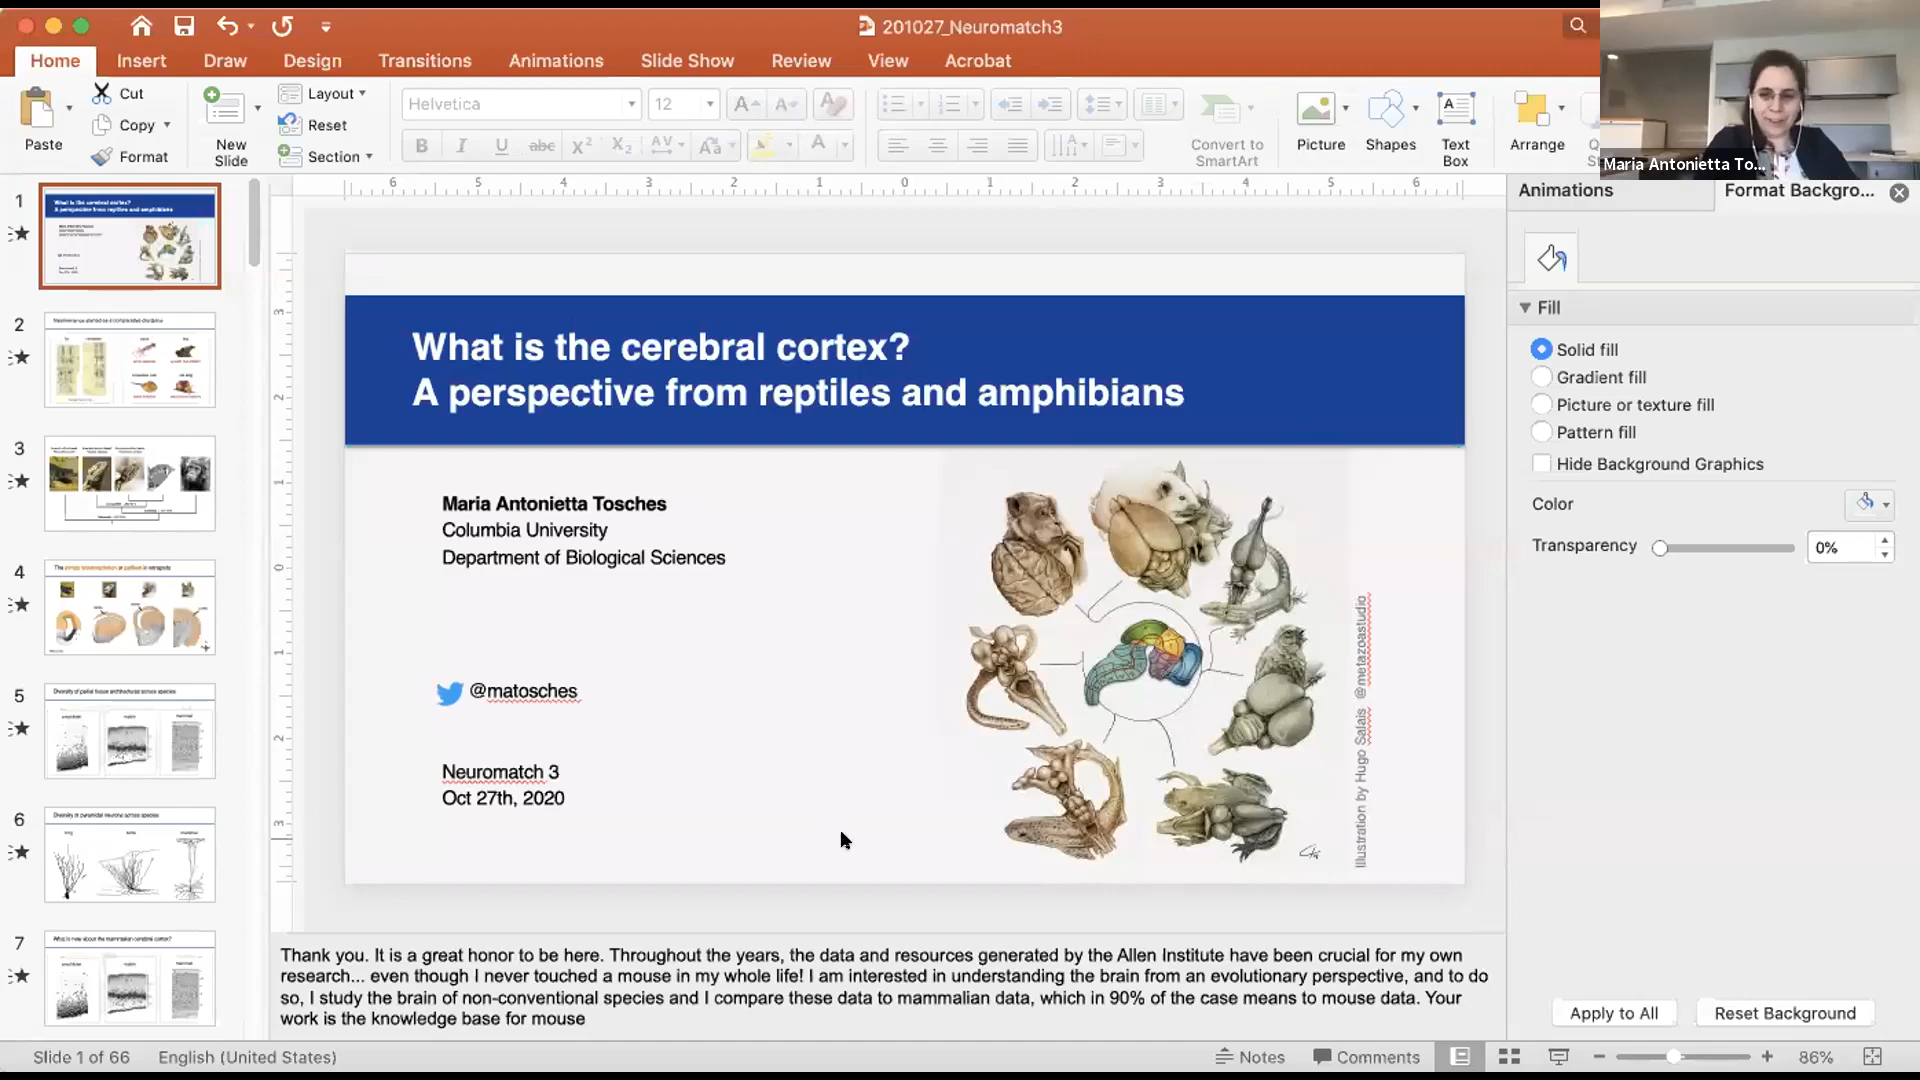 201027_Neuromatch3
Home
Insert
Draw
Design
Transitions
Animations
Slide Show
Review
View
Acrobat
Paste
Cut
Copy
Format
New
Slide
Layout
Reset
Section
Helvetica
12
Convert to
SmartArt
Picture
Shapes
Text
Box
Arrange
Maria Antonietta To...
Animations
Format Backgro...
Fill
Solid fill
Gradient fill
Picture or texture fill
Pattern fill
Hide Background Graphics
Color
Transparency
0%
Apply to All
Reset Background
1
2
3
4
5
6
7
What is the cerebral cortex?
A perspective from reptiles and amphibians
Maria Antonietta Tosches
Columbia University
Department of Biological Sciences
@matosches
Neuromatch 3
Oct 27th, 2020
Illustration by Hugo Salais @metazoastudio
Thank you. It is a great honor to be here. Throughout the years, the data and resources generated by the Allen Institute have been crucial for my own
research... even though I never touched a mouse in my whole life! I am interested in understanding the brain from an evolutionary perspective, and to do
so, I study the brain of non-conventional species and I compare these data to mammalian data, which in 90% of the case means to mouse data. Your
work is the knowledge base for mouse
Slide 1 of 66
English (United States)
Notes
Comments
86%